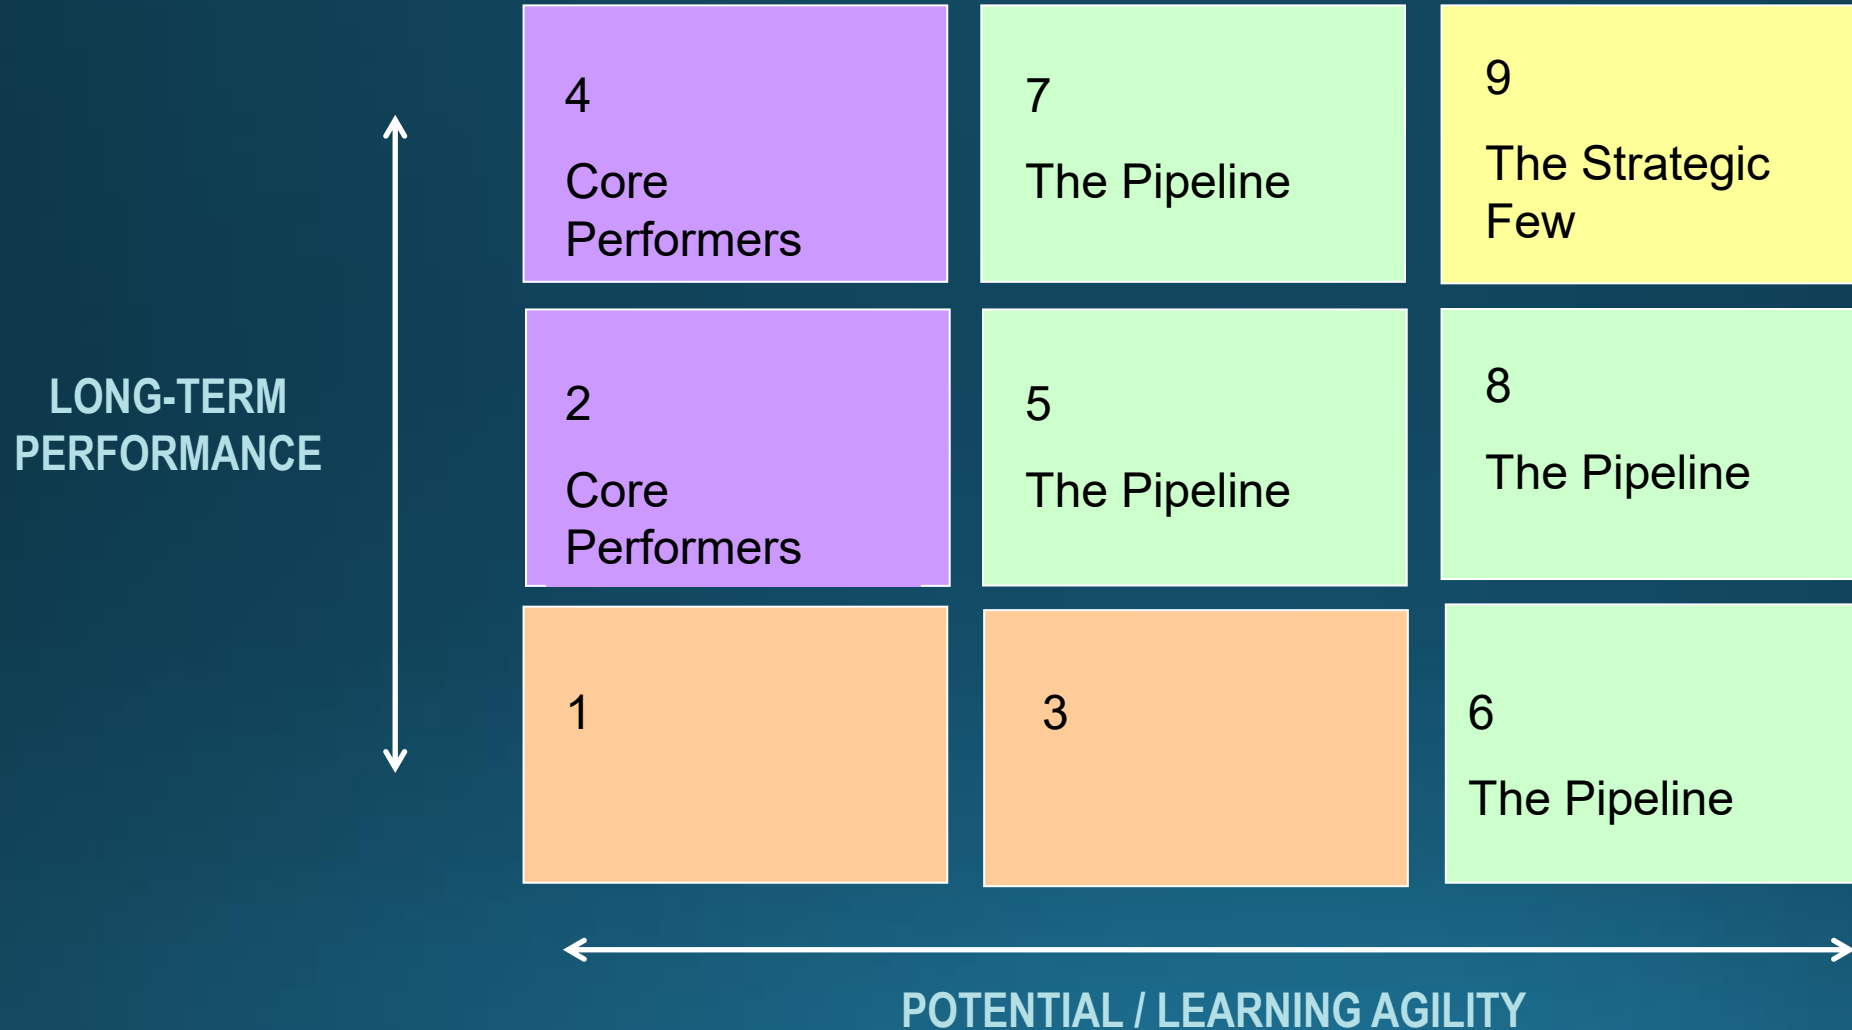 4
Core
Performers
7
The Pipeline
9
The Strategic
Few
LONG-TERM
PERFORMANCE
2
Core
Performers
5
The Pipeline
8
The Pipeline
1
3
6
The Pipeline
POTENTIAL / LEARNING AGILITY